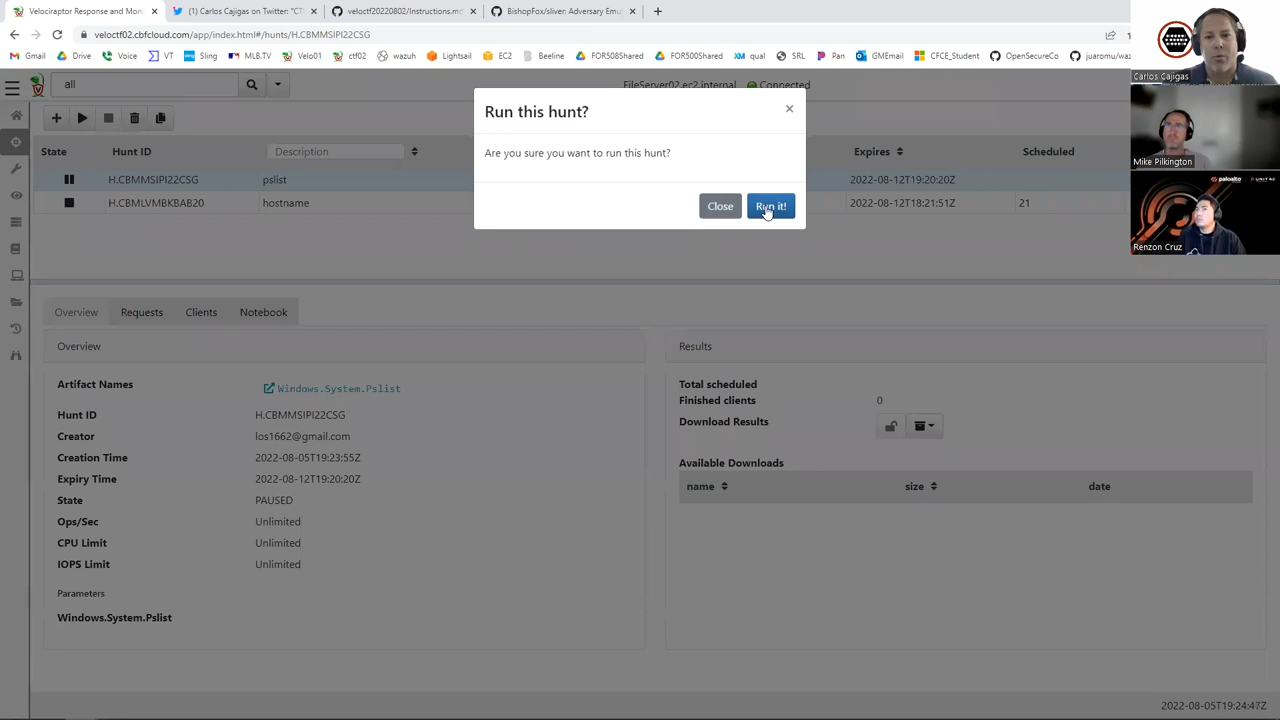 Velociraptor Response and Mon
(1) Carlos Cajigas on Twitter: "CT
veloctf20220802/Instructions.m
BishopFox/sliver: Adversary Emu
veloctf02.cbfcloud.com/app/index.html#/hunts/H.CBMMSIPI22CSG
Gmail
Drive
Voice
VT
Sling
MLB.TV
Velo01
ctf02
wazuh
Lightsail
EC2
Beeline
FOR508Shared
FOR500Shared
qual
SRL
Pan
GMEmail
CFCE_Student
OpenSecureCo
juaromu/waz
all
FileServer02.ec2.internal
Connected
Run this hunt?
×
Are you sure you want to run this hunt?
Close
Run it!
State
Hunt ID
Description
Expires
Scheduled
H.CBMMSIPI22CSG
pslist
2022-08-12T19:20:20Z
H.CBMLVMBKBAB20
hostname
2022-08-12T18:21:51Z
21
Carlos Cajigas
Mike Pilkington
paloalto
UNIT 42
Renzon Cruz
Overview
Requests
Clients
Notebook
Overview
Artifact Names
Windows.System.Pslist
Hunt ID
H.CBMMSIPI22CSG
Creator
los1662@gmail.com
Creation Time
2022-08-05T19:23:55Z
Expiry Time
2022-08-12T19:20:20Z
State
PAUSED
Ops/Sec
Unlimited
CPU Limit
Unlimited
IOPS Limit
Unlimited
Parameters
Windows.System.Pslist
Results
Total scheduled
Finished clients
0
Download Results
Available Downloads
name
size
date
2022-08-05T19:24:47Z